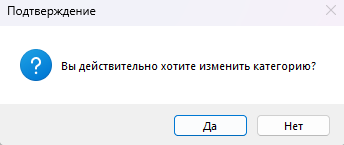 Подтверждение
Вы действительно хотите изменить категорию?
Да
Нет